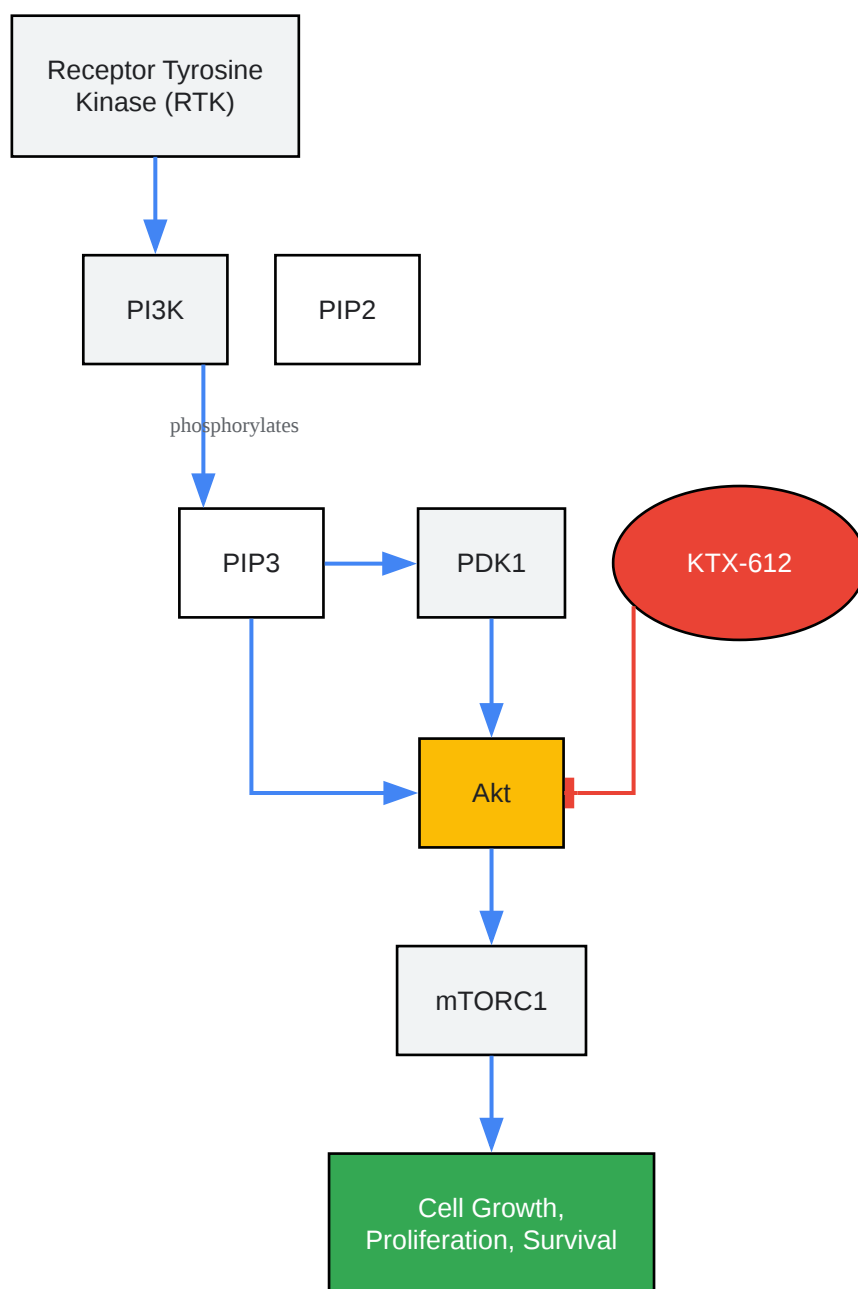 Receptor Tyrosine
Kinase (RTK)
PI3K
PIP2
phosphorylates
PIP3
PDK1
KTX-612
Akt
mTORC1
Cell Growth,
Proliferation, Survival